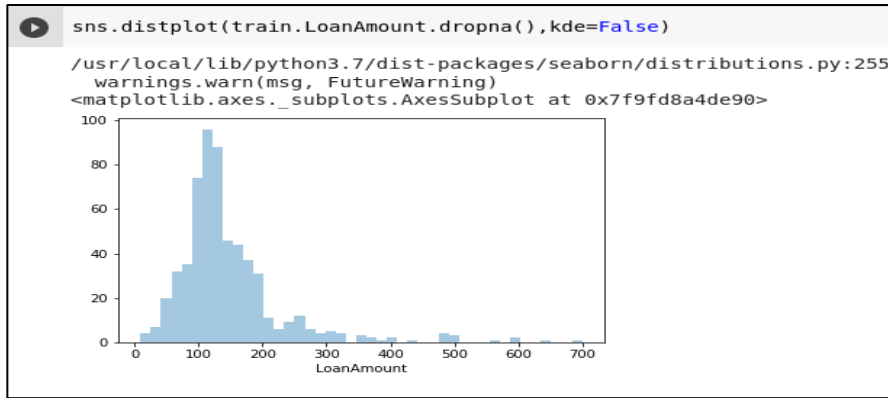 sns.distplot(train.LoanAmount.dropna(),kde=False)
/usr/local/lib/python3.7/dist-packages/seaborn/distributions.py:255
warnings.warn(msg, FutureWarning)
<matplotlib.axes._subplots.AxesSubplot at 0x7f9fd8a4de90>
100
80
60
40
20
0
0 100 200 300 400 500 600 700
LoanAmount